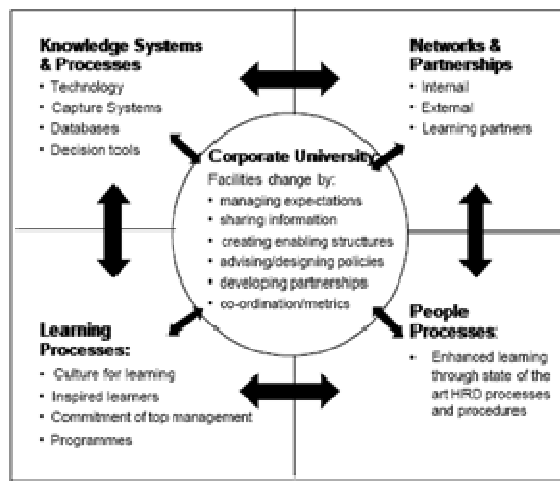 Knowledge Systems
& Processes
• Technology
• Capture Systems
• Databases
• Decision tools
Networks &
Partnerships
• Internail
• External
• Learning partners
Corporate University:
Facilities change by:
• managing expectations
• sharing information
• creating enabling structures
• advising/designing policies
• developing partnerships
• co-ordination/metrics
Learning
Processes:
• Culture for learning
• Inspired learners
• Commitment of top management
• Programmes
People
Processes:
• Enhanced learning
through state of the
art HRD processes
and procedures